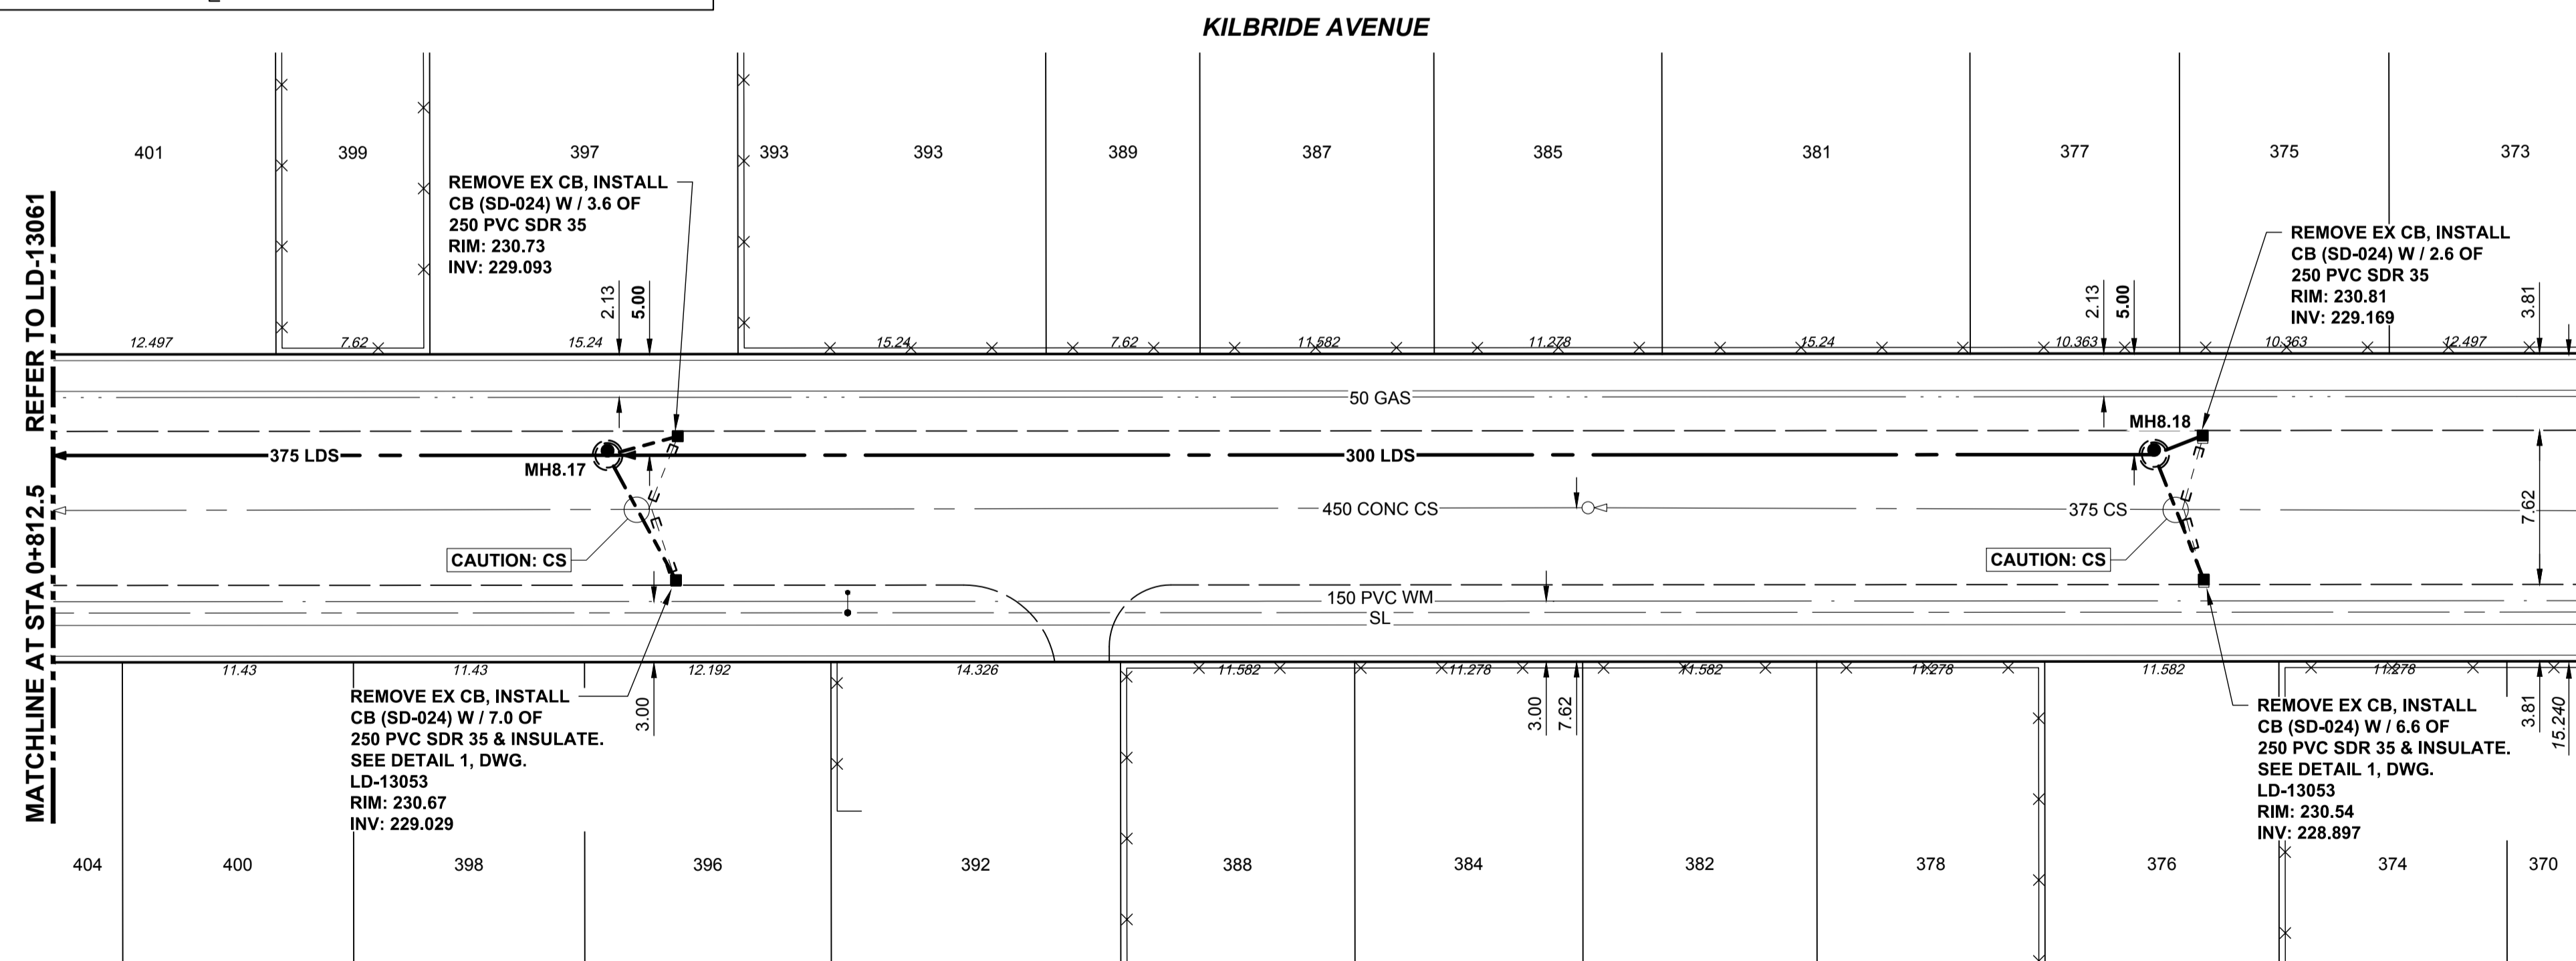 KILBRIDE AVENUE
401
399
397
393
393
389
387
385
381
377
375
373
REMOVE EX CB, INSTALL
CB (SD-024) W / 3.6 OF
250 PVC SDR 35
RIM: 230.73
INV: 229.093
REMOVE EX CB, INSTALL
CB (SD-024) W / 2.6 OF
250 PVC SDR 35
RIM: 230.81
INV: 229.169
2.13
5.00
2.13
5.00
3.81
12.497
7.62
15.24
15.24
7.62
11.582
11.278
15.24
10.363
10.363
12.497
MATCHLINE AT STA 0+812.5 REFER TO LD-13061
50 GAS
MH8.18
375 LDS
MH8.17
300 LDS
450 CONC CS
375 CS
7.62
CAUTION: CS
CAUTION: CS
150 PVC WM
SL
11.43
11.43
12.192
14.326
11.582
11.278
11.582
11.278
11.582
11.278
3.00
3.00
7.62
3.81
15.240
REMOVE EX CB, INSTALL
CB (SD-024) W / 7.0 OF
250 PVC SDR 35 & INSULATE.
SEE DETAIL 1, DWG.
LD-13053
RIM: 230.67
INV: 229.029
REMOVE EX CB, INSTALL
CB (SD-024) W / 6.6 OF
250 PVC SDR 35 & INSULATE.
SEE DETAIL 1, DWG.
LD-13053
RIM: 230.54
INV: 228.897
404
400
398
396
392
388
384
382
378
376
374
370